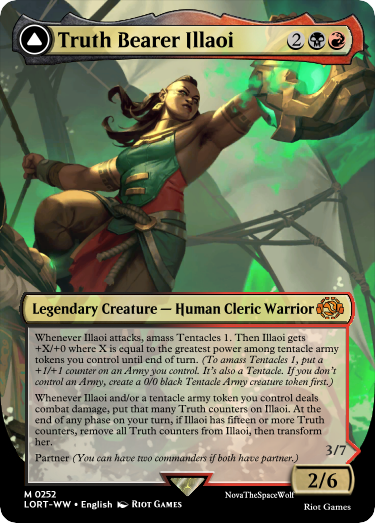 Truth Bearer Illaoi 2
Legendary Creature — Human Cleric Warrior
Whenever Illaoi attacks, amass Tentacles 1. Then Illaoi gets
+X/+0 where X is equal to the greatest power among tentacle army
tokens you control until end of turn. (To amass Tentacles 1, put a
+1/+1 counter on an Army you control. It's also a Tentacle. If you don't
control an Army, create a 0/0 black Tentacle Army creature token first.)
Whenever Illaoi and/or a tentacle army token you control deals
combat damage, put that many Truth counters on Illaoi. At the
end of any phase on your turn, if Illaoi has fifteen or more Truth
counters, remove all Truth counters from Illaoi, then transform
her.
3/7
Partner (You can have two commanders if both have partner.)
2/6
M 0252
NovaTheSpaceWolf
LORT-WW • English Riot Games
Riot Games